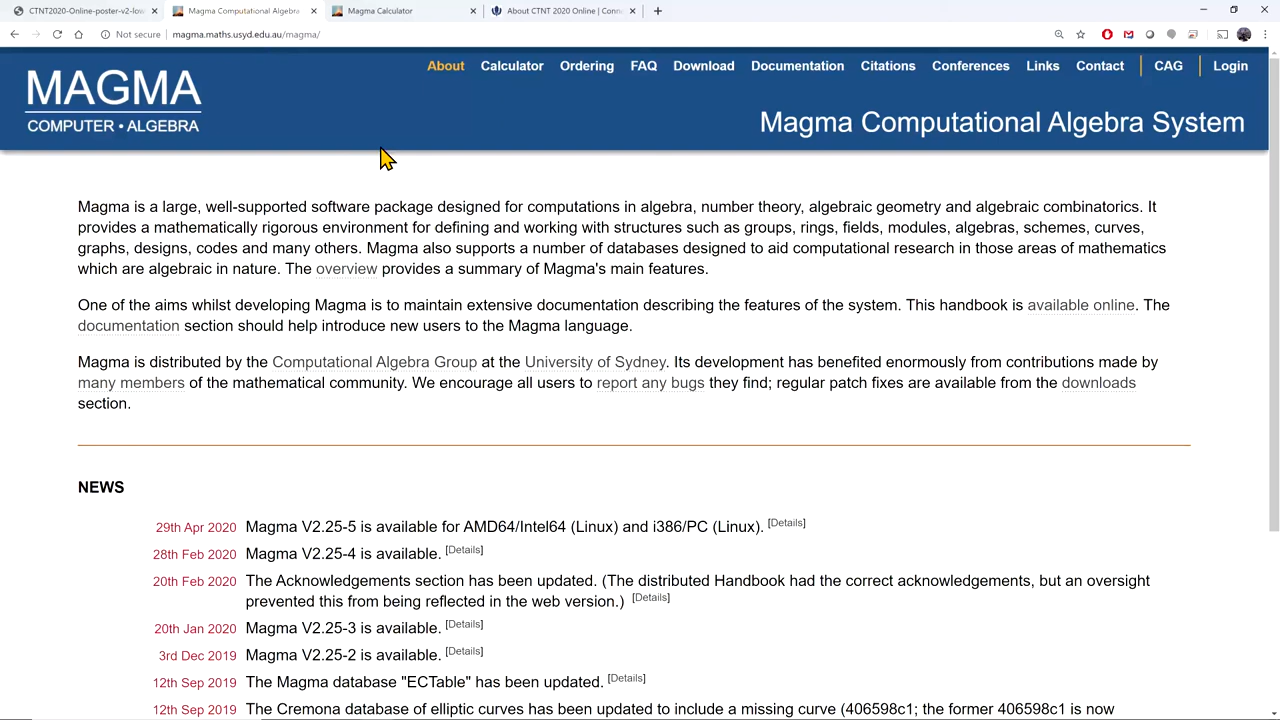 CTNT2020-Online-poster-v2-low
Magma Computational Algebra
Magma Calculator
About CTNT 2020 Online | Conn
Not secure | magma.maths.usyd.edu.au/magma/
MAGMA
COMPUTER • ALGEBRA
About Calculator Ordering FAQ Download Documentation Citations Conferences Links Contact CAG Login
Magma Computational Algebra System
Magma is a large, well-supported software package designed for computations in algebra, number theory, algebraic geometry and algebraic combinatorics. It
provides a mathematically rigorous environment for defining and working with structures such as groups, rings, fields, modules, algebras, schemes, curves,
graphs, designs, codes and many others. Magma also supports a number of databases designed to aid computational research in those areas of mathematics
which are algebraic in nature. The overview provides a summary of Magma's main features.
One of the aims whilst developing Magma is to maintain extensive documentation describing the features of the system. This handbook is available online. The
documentation section should help introduce new users to the Magma language.
Magma is distributed by the Computational Algebra Group at the University of Sydney. Its development has benefited enormously from contributions made by
many members of the mathematical community. We encourage all users to report any bugs they find; regular patch fixes are available from the downloads
section.
NEWS
29th Apr 2020 Magma V2.25-5 is available for AMD64/Intel64 (Linux) and i386/PC (Linux). [Details]
28th Feb 2020 Magma V2.25-4 is available. [Details]
20th Feb 2020 The Acknowledgements section has been updated. (The distributed Handbook had the correct acknowledgements, but an oversight
prevented this from being reflected in the web version.) [Details]
20th Jan 2020 Magma V2.25-3 is available. [Details]
3rd Dec 2019 Magma V2.25-2 is available. [Details]
12th Sep 2019 The Magma database "ECTable" has been updated. [Details]
12th Sep 2019 The Cremona database of elliptic curves has been updated to include a missing curve (406598c1; the former 406598c1 is now